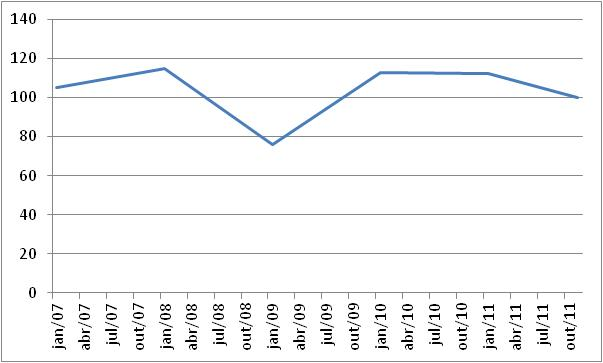 140
120
100
80
60
40
20
0
jan/07
abr/07
jul/07
out/07
jan/08
abr/08
jul/08
out/08
jan/09
abr/09
jul/09
out/09
jan/10
abr/10
jul/10
out/10
jan/11
abr/11
jul/11
out/11